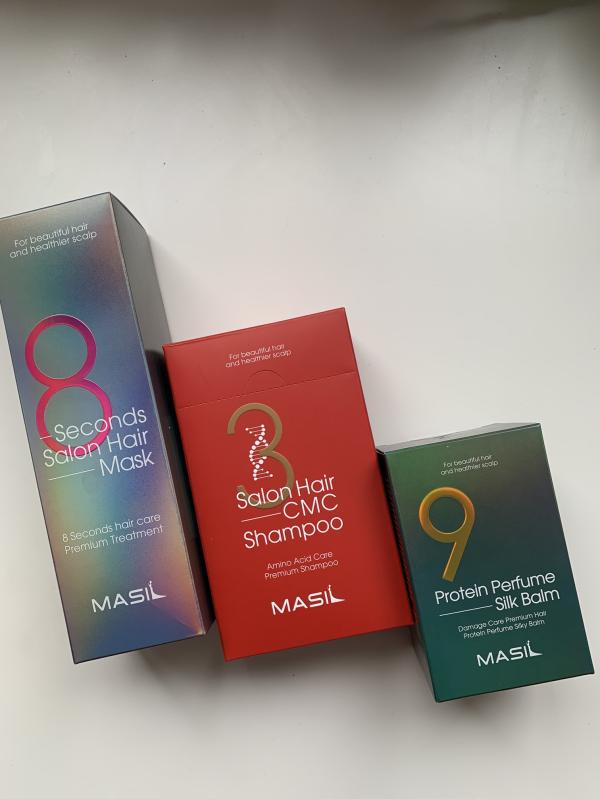 For beautiful hair
and healthier scalp
8
Seconds
Salon Hair
Mask
8 Seconds hair care
Premium Treatment
MASIL
For beautiful hair
and healthier scalp
3
Salon Hair
CMC
Shampoo
Amino Acid Care
Premium Shampoo
MASIL
For beautiful hair
and healthier scalp
9
Protein Perfume
Silk Balm
Damage Care Premium Hair
Protein Perfume Silky Balm
MASIL